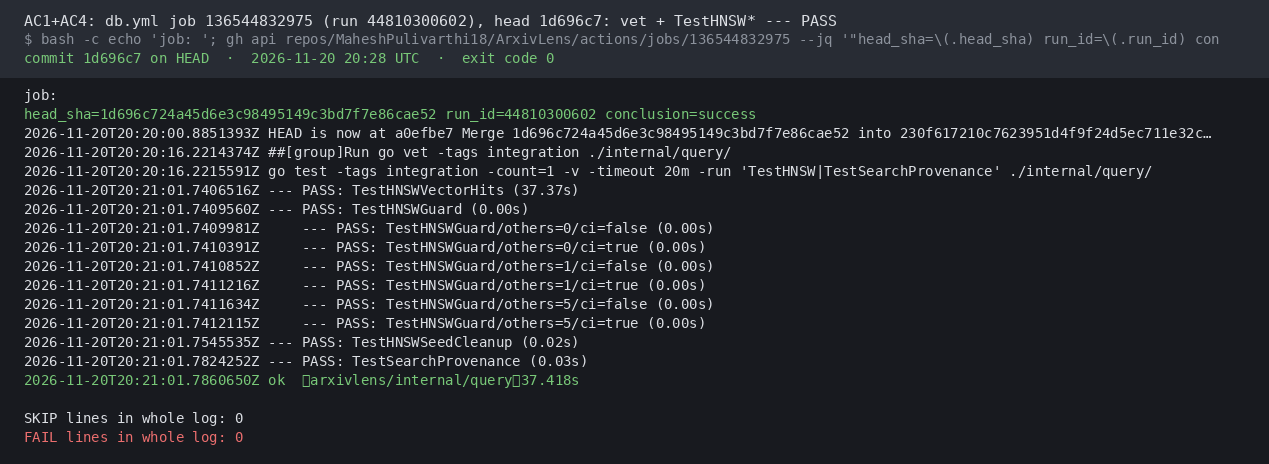 AC1+AC4: db.yml job 136544832975 (run 44810300602), head 1d696c7: vet + TestHNSW* --- PASS
$ bash -c echo 'job: '; gh api repos/MaheshPulivarthi18/ArxivLens/actions/jobs/136544832975 --jq '"head_sha=\(.head_sha) run_id=\(.run_id) con
commit 1d696c7 on HEAD  ·  2026-11-20 20:28 UTC  ·  exit code 0
job:
head_sha=1d696c724a45d6e3c98495149c3bd7f7e86cae52 run_id=44810300602 conclusion=success
2026-11-20T20:20:00.8851393Z HEAD is now at a0efbe7 Merge 1d696c724a45d6e3c98495149c3bd7f7e86cae52 into 230f617210c7623951d4f9f24d5ec711e32c…
2026-11-20T20:20:16.2214374Z ##[group]Run go vet -tags integration ./internal/query/
2026-11-20T20:20:16.2215591Z go test -tags integration -count=1 -v -timeout 20m -run 'TestHNSW|TestSearchProvenance' ./internal/query/
2026-11-20T20:21:01.7406516Z --- PASS: TestHNSWVectorHits (37.37s)
2026-11-20T20:21:01.7409560Z --- PASS: TestHNSWGuard (0.00s)
2026-11-20T20:21:01.7409981Z     --- PASS: TestHNSWGuard/others=0/ci=false (0.00s)
2026-11-20T20:21:01.7410391Z     --- PASS: TestHNSWGuard/others=0/ci=true (0.00s)
2026-11-20T20:21:01.7410852Z     --- PASS: TestHNSWGuard/others=1/ci=false (0.00s)
2026-11-20T20:21:01.7411216Z     --- PASS: TestHNSWGuard/others=1/ci=true (0.00s)
2026-11-20T20:21:01.7411634Z     --- PASS: TestHNSWGuard/others=5/ci=false (0.00s)
2026-11-20T20:21:01.7412115Z     --- PASS: TestHNSWGuard/others=5/ci=true (0.00s)
2026-11-20T20:21:01.7545535Z --- PASS: TestHNSWSeedCleanup (0.02s)
2026-11-20T20:21:01.7824252Z --- PASS: TestSearchProvenance (0.03s)
2026-11-20T20:21:01.7860650Z ok  ▯arxivlens/internal/query▯37.418s
SKIP lines in whole log: 0
FAIL lines in whole log: 0